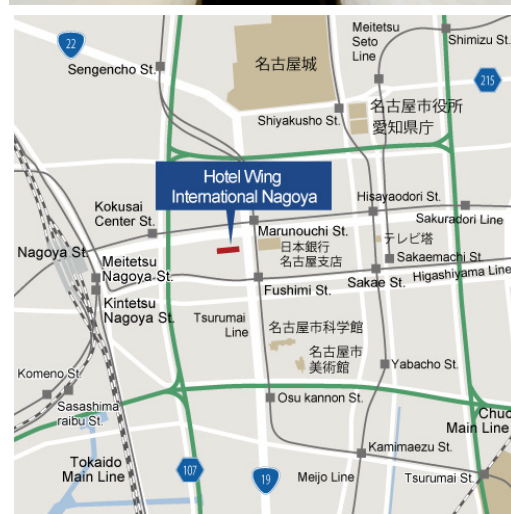 Meitetsu
Seto
Line
Shimizu St.
22
Sengencho St.
名古屋城
215
名古屋市役所
愛知県庁
Shiyakusho St.
Hotel Wing
International Nagoya
Hisayaodori St.
Kokusai
Center St.
Sakuradori Line
Marunouchi St.
日本銀行
名古屋支店
テレビ塔
Nagoya St.
Meitetsu
Nagoya St.
Sakaemachi St.
Higashiyama Line
Sakae St.
Fushimi St.
Kintetsu
Nagoya St.
Tsurumai
Line
名古屋市科学館
名古屋市
美術館
Yabacho St.
Komeno St.
Sasashima
raibu St.
Osu kannon St.
Chuo
Main Line
Kamimaezu St.
Tokaido
Main Line
107
19
Meijo Line
Tsurumai St.